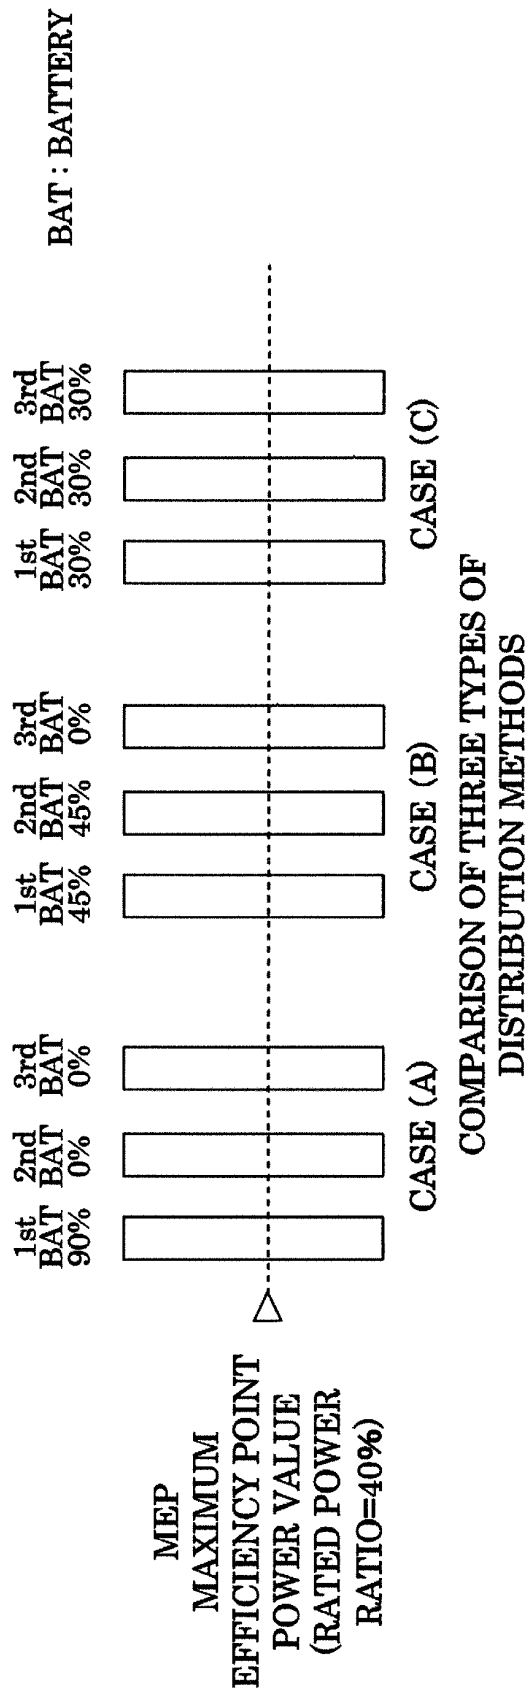 BAT : BATTERY
1st
BAT
90%
2nd
BAT
0%
3rd
BAT
0%
1st
BAT
45%
2nd
BAT
45%
3rd
BAT
0%
1st
BAT
30%
2nd
BAT
30%
3rd
BAT
30%
MEP
MAXIMUM
EFFICIENCY POINT
POWER VALUE
(RATED POWER
RATIO=40%)
CASE (A)
CASE (B)
CASE (C)
COMPARISON OF THREE TYPES OF
DISTRIBUTION METHODS